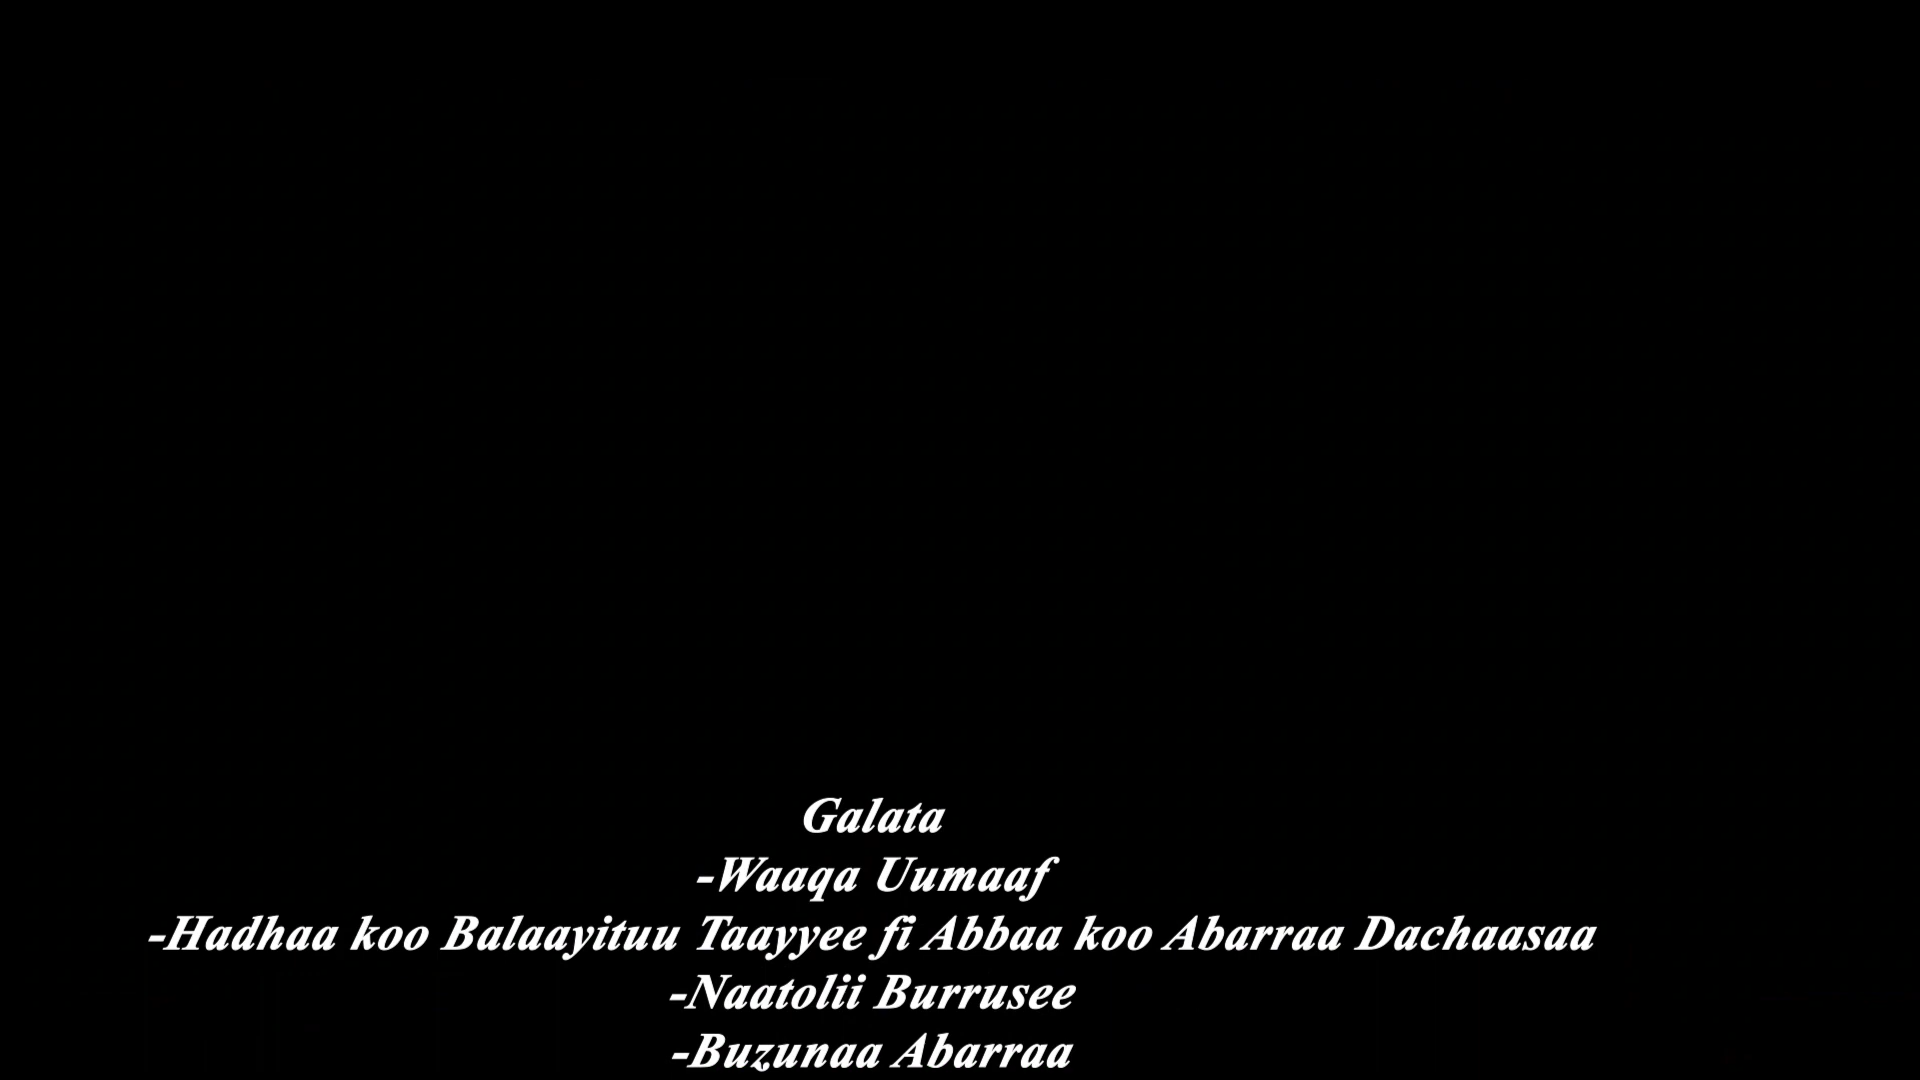 Galata
-Waaqa Uumaaf
-Hadhaa koo Balaayituu Taayyee fi Abbaa koo Abarraa Dachaasaa
-Naatolii Burrusee
-Buzunaa Abarraa